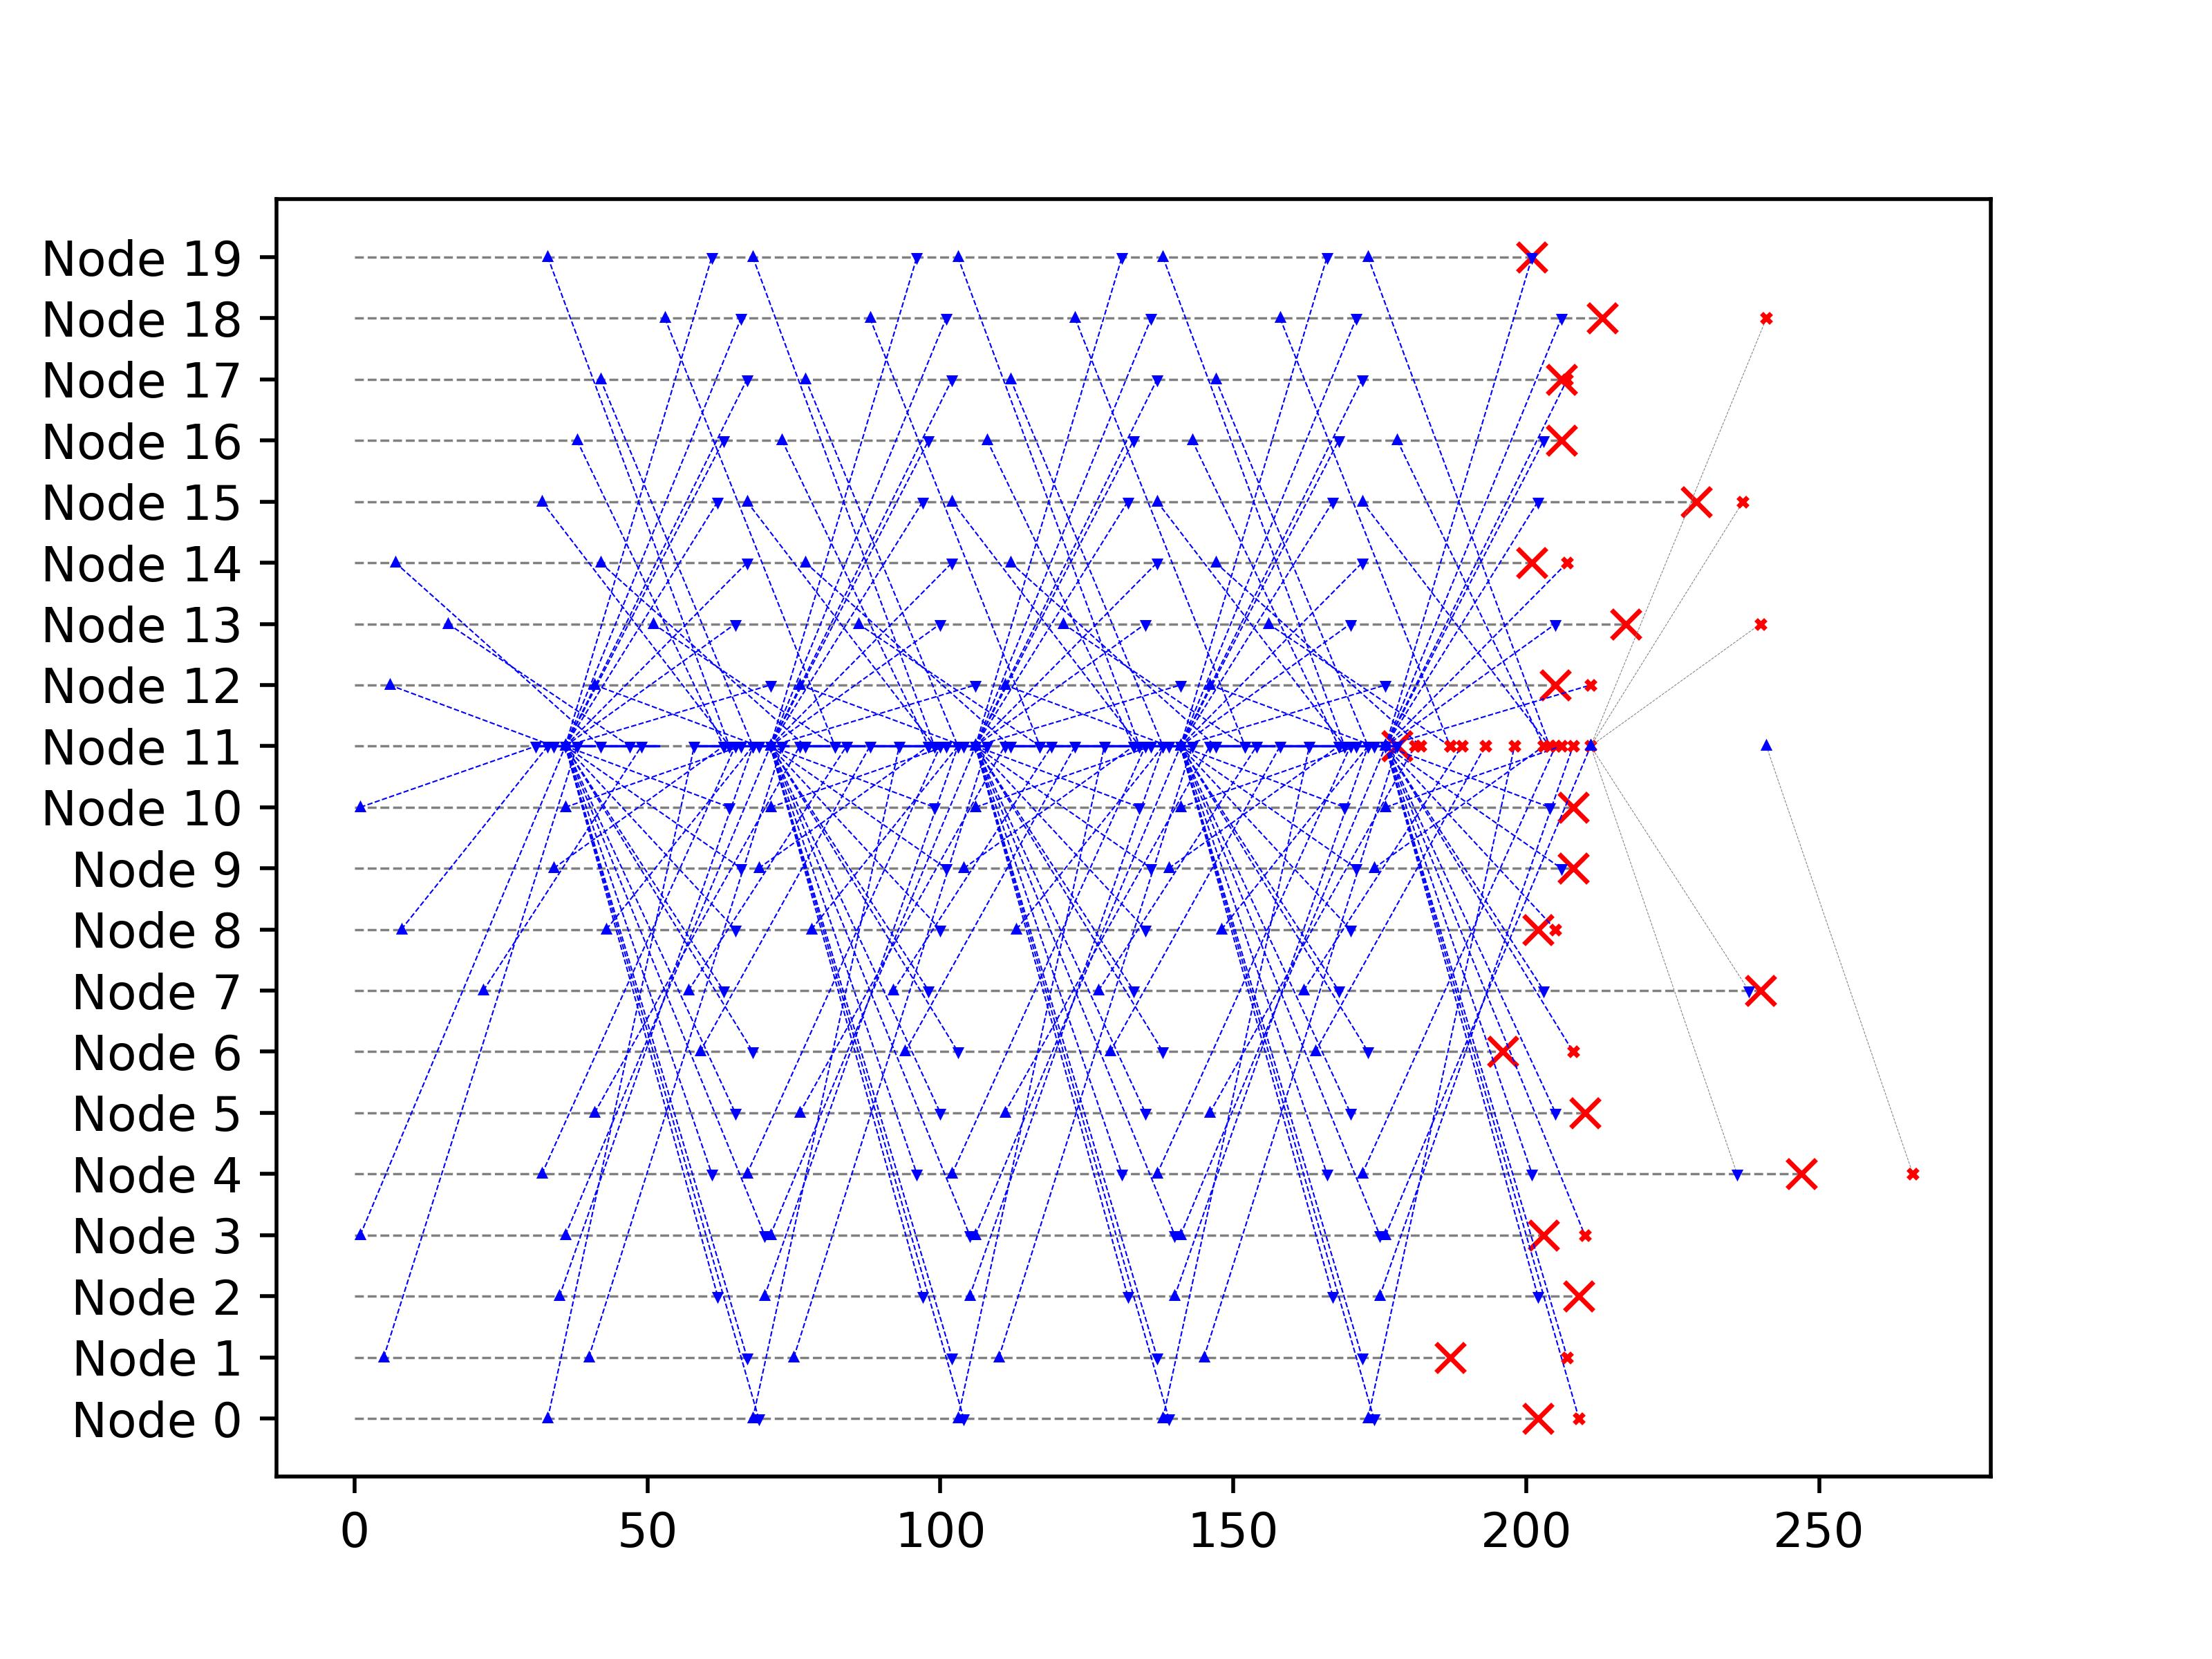 Node 19
Node 18
Node 17
Node 16
Node 15
Node 14
Node 13
Node 12
Node 11
Node 10
Node 9
Node 8
Node 7
Node 6
Node 5
Node 4
Node 3
Node 2
Node 1
Node 0
0 50 100 150 200 250